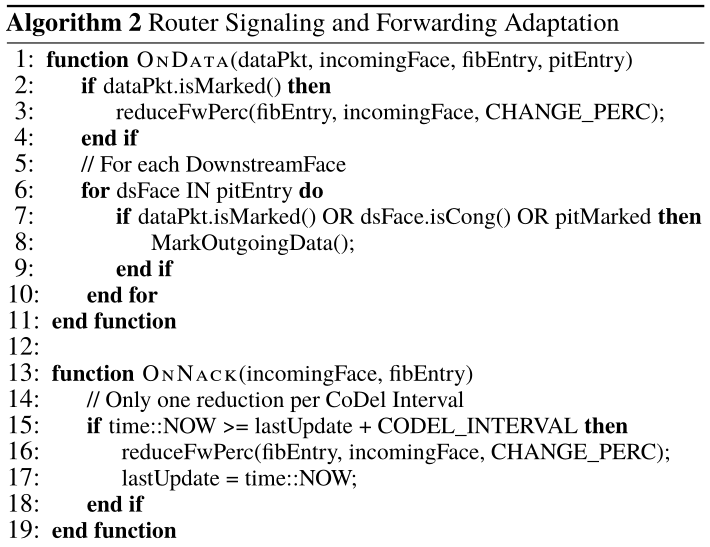 Algorithm 2 Router Signaling and Forwarding Adaptation
1: function ONDATA(dataPkt, incomingFace, fibEntry, pitEntry)
2: if dataPkt.isMarked() then
3: reduceFwPerc(fibEntry, incomingFace, CHANGE_PERC);
4: end if
5: // For each DownstreamFace
6: for dsFace IN pitEntry do
7: if dataPkt.isMarked() OR dsFace.isCong() OR pitMarked then
8: MarkOutgoingData();
9: end if
10: end for
11: end function
12:
13: function ONNACK(incomingFace, fibEntry)
14: // Only one reduction per CoDel Interval
15: if time::NOW >= lastUpdate + CODEL_INTERVAL then
16: reduceFwPerc(fibEntry, incomingFace, CHANGE_PERC);
17: lastUpdate = time::NOW;
18: end if
19: end function